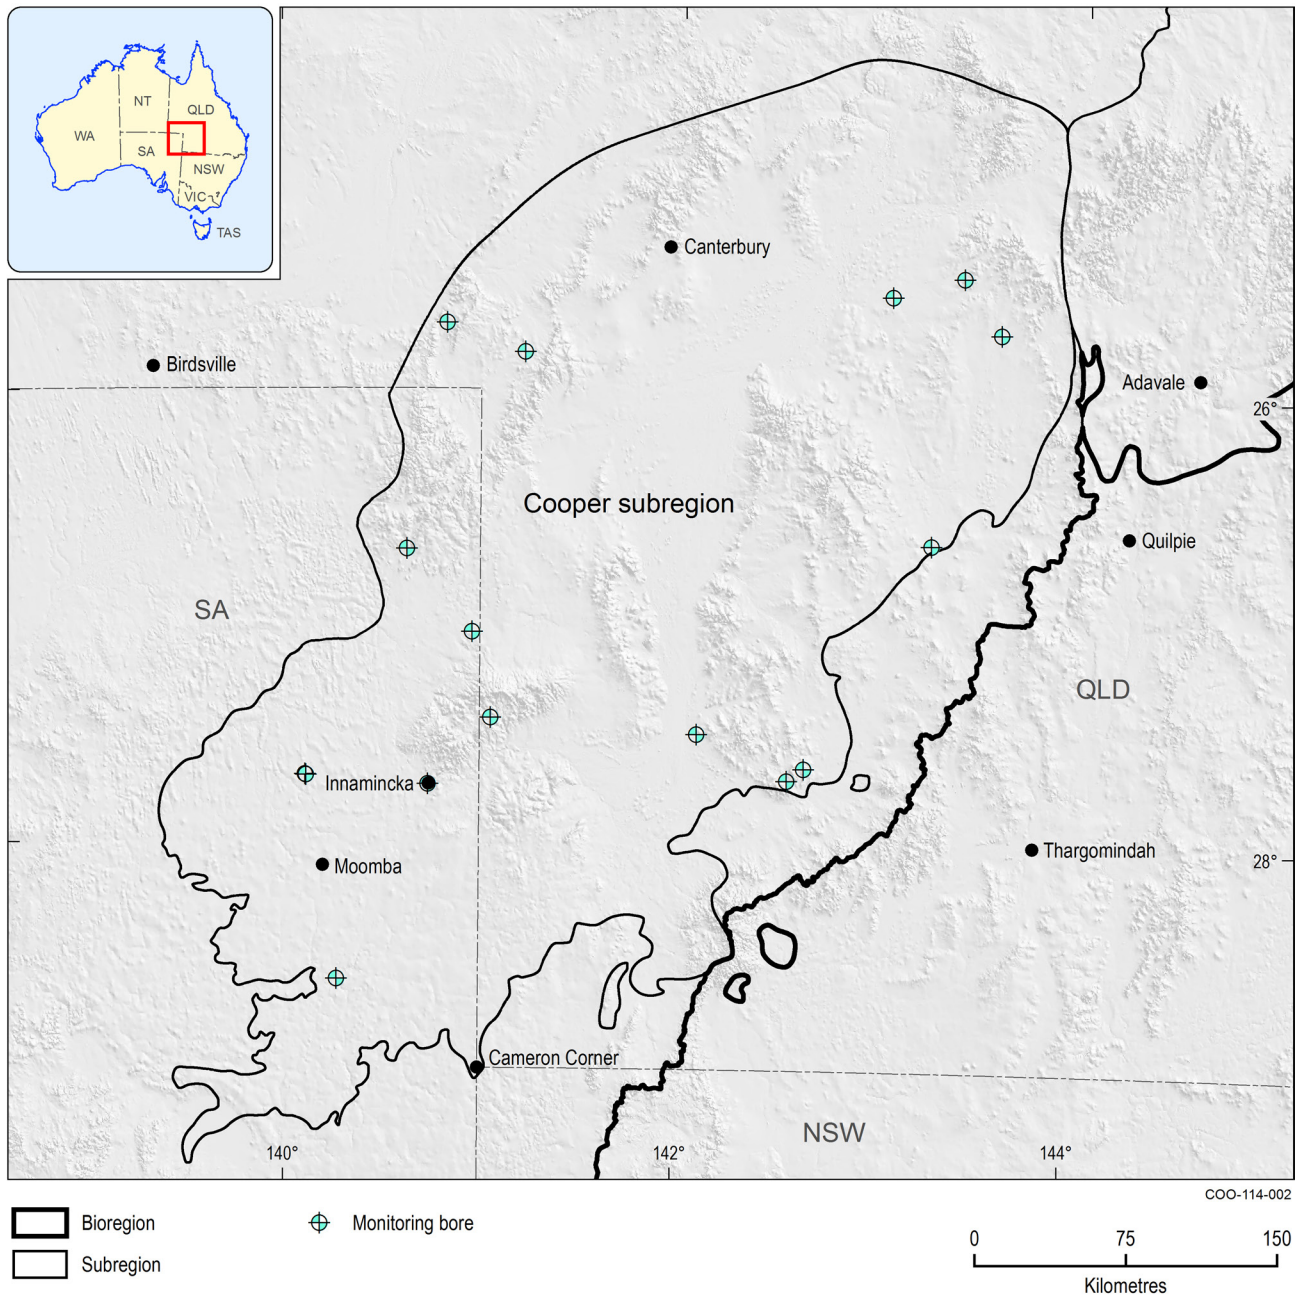 NT
QLD
WA
SA
NSW
VIC
TAS
Canterbury
Birdsville
Adavale
26°
Cooper subregion
Quilpie
SA
QLD
Innamincka
Thargomindah
28°
Moomba
Cameron Corner
NSW
140°
142°
144°
COO-114-002
Bioregion
Monitoring bore
Subregion
0
75
150
Kilometres